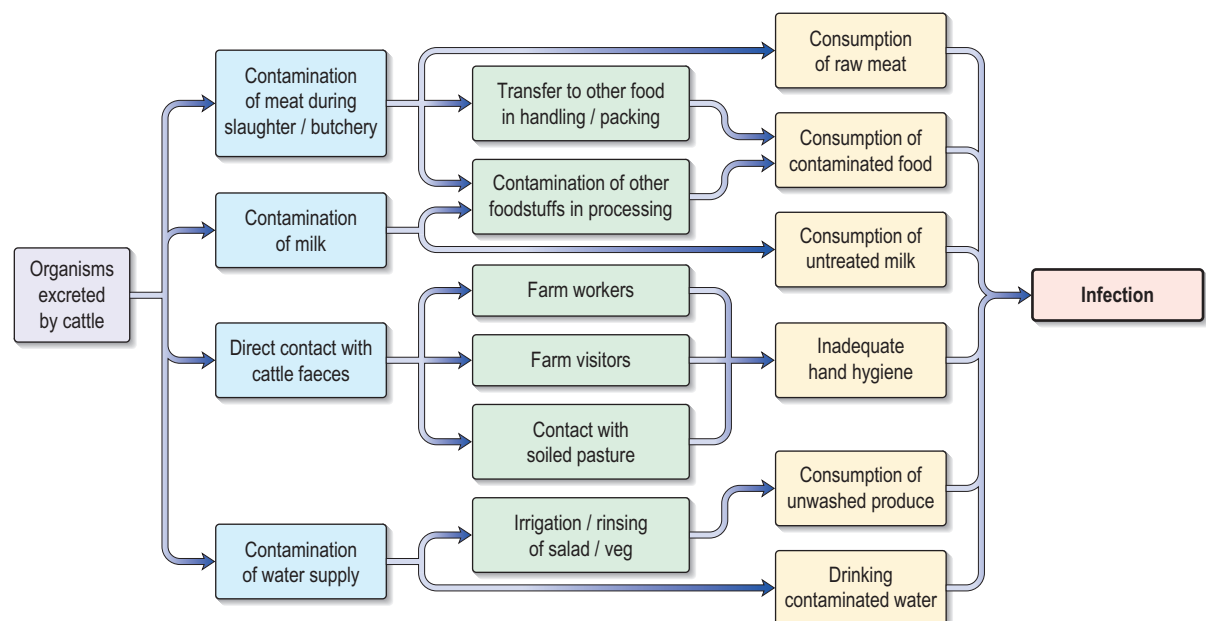 Organisms
excreted
by cattle
Contamination
of meat during
slaughter / butchery
Contamination
of milk
Direct contact with
cattle faeces
Contamination
of water supply
Transfer to other food
in handling / packing
Contamination of other
foodstuffs in processing
Farm workers
Farm visitors
Contact with
soiled pasture
Irrigation / rinsing
of salad / veg
Consumption
of raw meat
Consumption of
contaminated food
Consumption of
untreated milk
Inadequate
hand hygiene
Consumption of
unwashed produce
Drinking
contaminated water
Infection